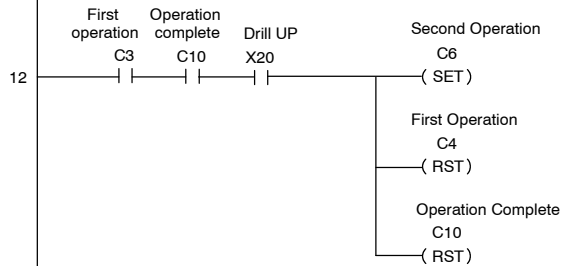 First
operation
C3
Operation
complete
C10
Drill UP
X20
12
Second Operation
C6
( SET )
First Operation
C4
( RST )
Operation Complete
C10
( RST )